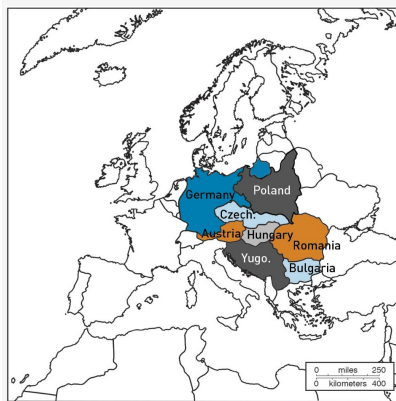 Germany
Poland
Czech.
Austria
Hungary
Romania
Yugo.
Bulgaria
0 miles 250
0 kilometers 400